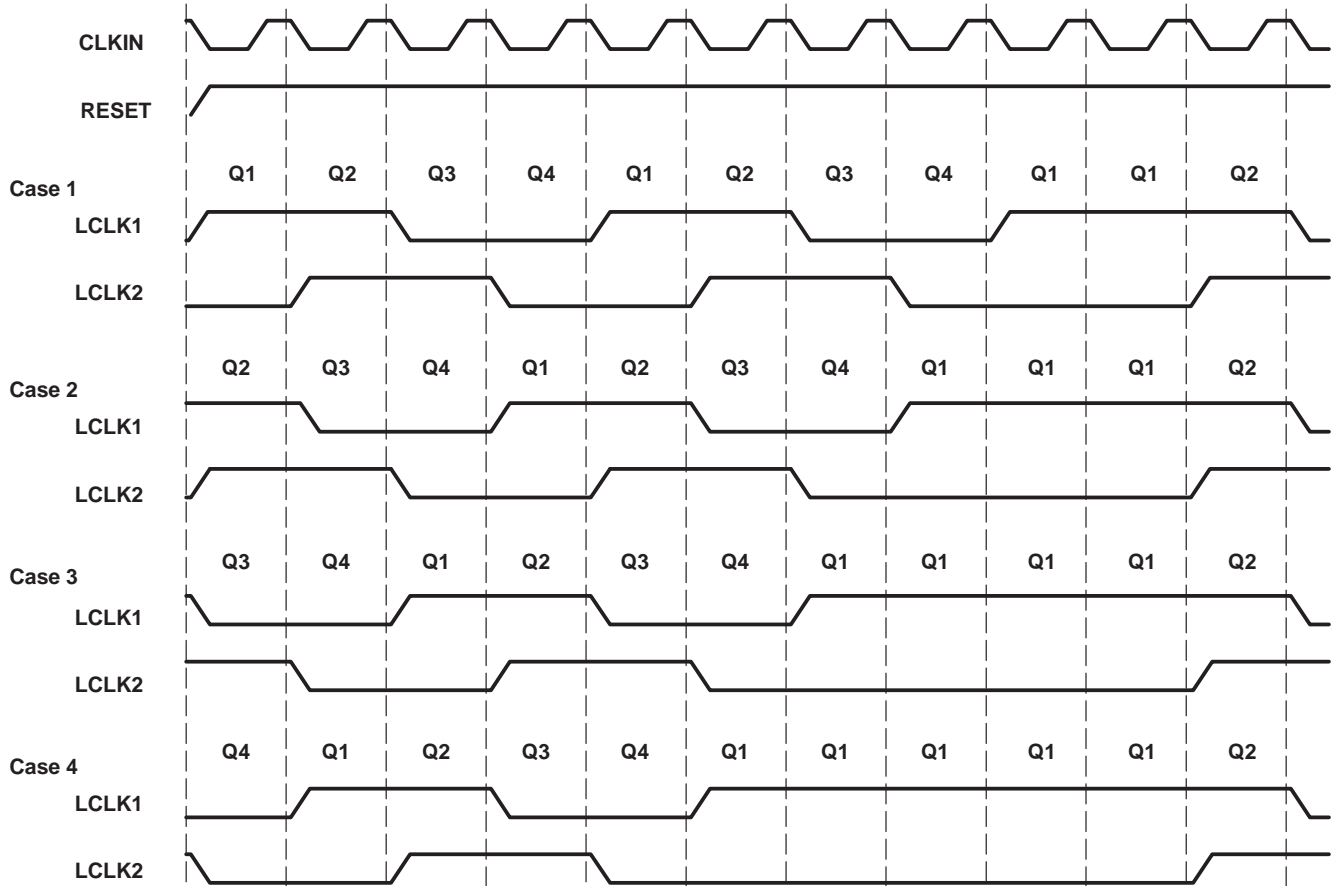 CLKIN
RESET
Q1 Q2 Q3 Q4 Q1 Q2 Q3 Q4 Q1 Q1 Q2
Case 1
LCLK1
LCLK2
Q2 Q3 Q4 Q1 Q2 Q3 Q4 Q1 Q1 Q1 Q2
Case 2
LCLK1
LCLK2
Q3 Q4 Q1 Q2 Q3 Q4 Q1 Q1 Q1 Q1 Q2
Case 3
LCLK1
LCLK2
Q4 Q1 Q2 Q3 Q4 Q1 Q1 Q1 Q1 Q1 Q2
Case 4
LCLK1
LCLK2